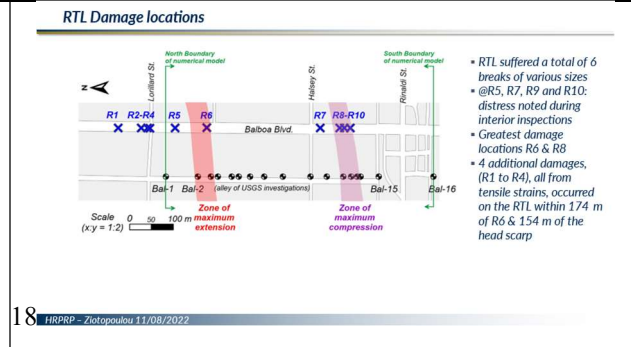 RTL Damage locations
North Boundary
of numerical model
South Boundary
of numerical model
Lorillard St.
Halsey St.
Rinaldi St.
z
R1 R2-R4 R5 R6 R7 R8-R10
Balboa Blvd.
Bal-1 Bal-2 (alley of USGS investigations) Bal-15 Bal-16
Scale 0 50 100 m
(x:y = 1:2)
Zone of
maximum
extension
Zone of
maximum
compression
▪ RTL suffered a total of 6
breaks of various sizes
▪ @R5, R7, R9 and R10:
distress noted during
interior inspections
▪ Greatest damage
locations R6 & R8
▪ 4 additional damages,
(R1 to R4), all from
tensile strains, occurred
on the RTL within 174 m
of R6 & 154 m of the
head scarp
18 HRPRP – Ziotopoulou 11/08/2022